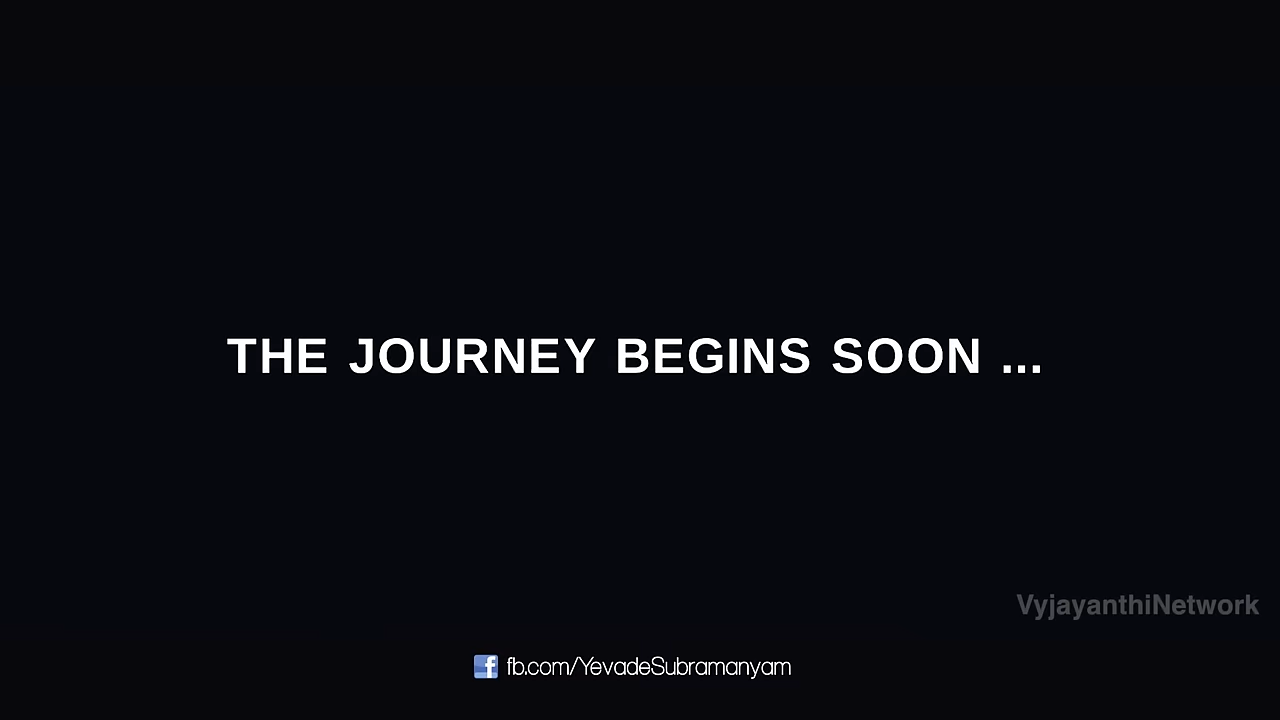 THE JOURNEY BEGINS SOON ...
VyjayanthiNetwork
fb.com/YevadeSubramanyam